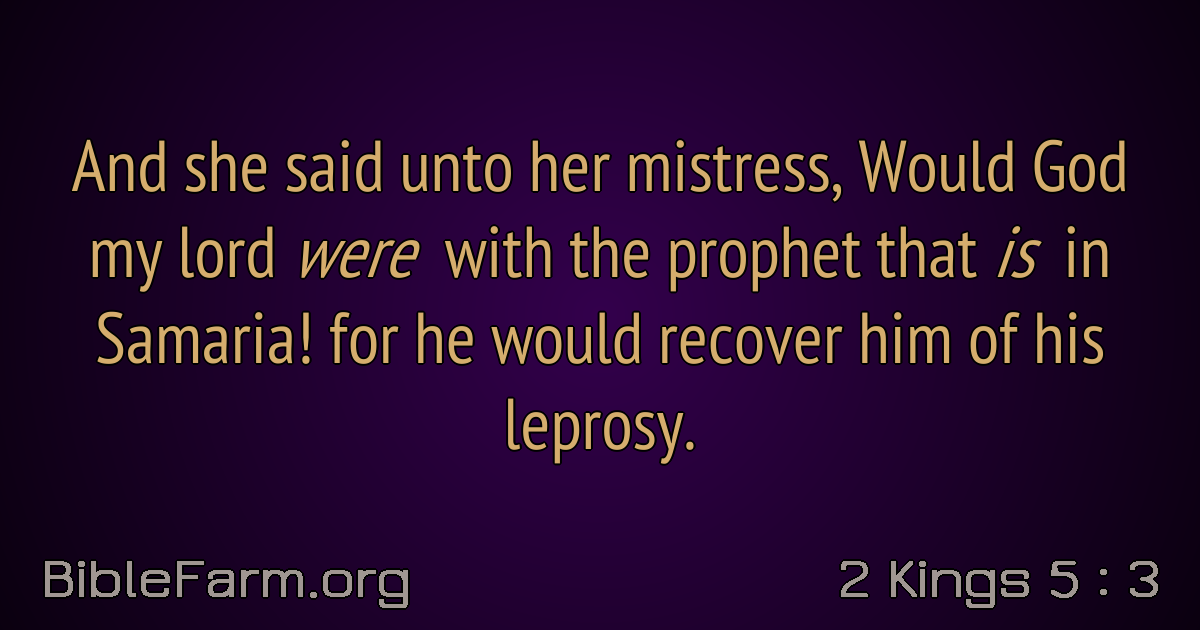 And she said unto her mistress, Would God
my lord were with the prophet that is in
Samaria! for he would recover him of his
leprosy.
BibleFarm.org
2 Kings 5 : 3